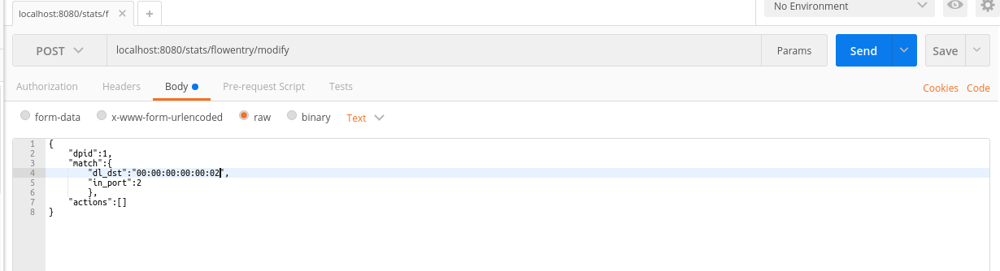 localhost:8080/stats/f × +
No Environment
POST localhost:8080/stats/flowentry/modify Params Send Save
Authorization Headers Body Pre-request Script Tests Cookies Code
form-data x-www-form-urlencoded raw binary Text
1 {
2 "dpid":1,
3 "match":{
4 "dl_dst":"00:00:00:00:00:02",
5 "in_port":2
6 },
7 "actions":[]
8 }